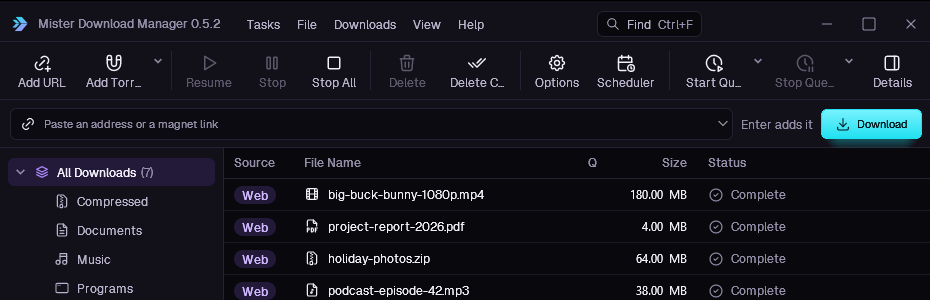 Mister Download Manager 0.5.2 Tasks File Downloads View Help Find Ctrl+F
Add URL Add Torr... Resume Stop Stop All Delete Delete C... Options Scheduler Start Qu... Stop Que... Details
Paste an address or a magnet link Enter adds it Download
All Downloads (7)
Compressed
Documents
Music
Programs
Source File Name Q Size Status
Web big-buck-bunny-1080p.mp4 180.00 MB Complete
Web project-report-2026.pdf 4.00 MB Complete
Web holiday-photos.zip 64.00 MB Complete
Web podcast-episode-42.mp3 38.00 MB Complete